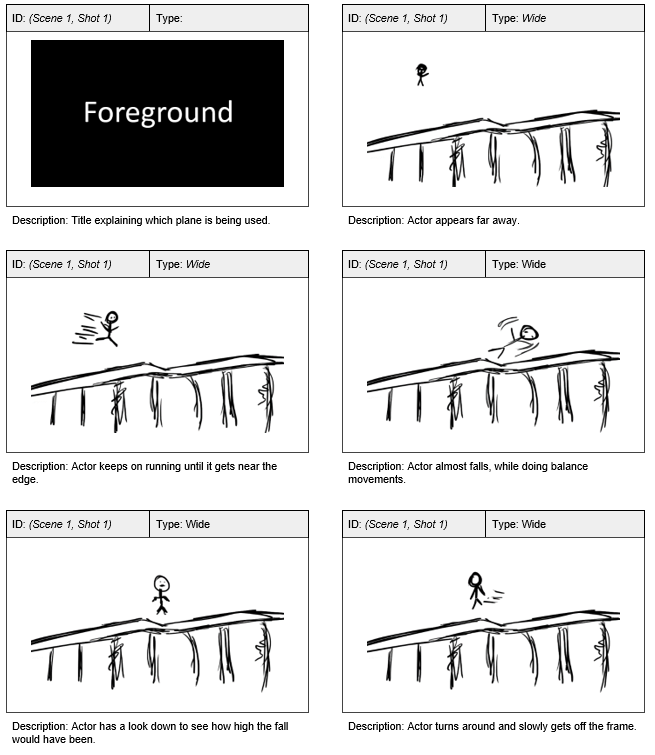 ID: (Scene 1, Shot 1) Type:
Foreground
Description: Title explaining which plane is being used.
ID: (Scene 1, Shot 1) Type: Wide
Description: Actor appears far away.
ID: (Scene 1, Shot 1) Type: Wide
Description: Actor keeps on running until it gets near the
edge.
ID: (Scene 1, Shot 1) Type: Wide
Description: Actor almost falls, while doing balance
movements.
ID: (Scene 1, Shot 1) Type: Wide
Description: Actor has a look down to see how high the fall
would have been.
ID: (Scene 1, Shot 1) Type: Wide
Description: Actor turns around and slowly gets off the frame.